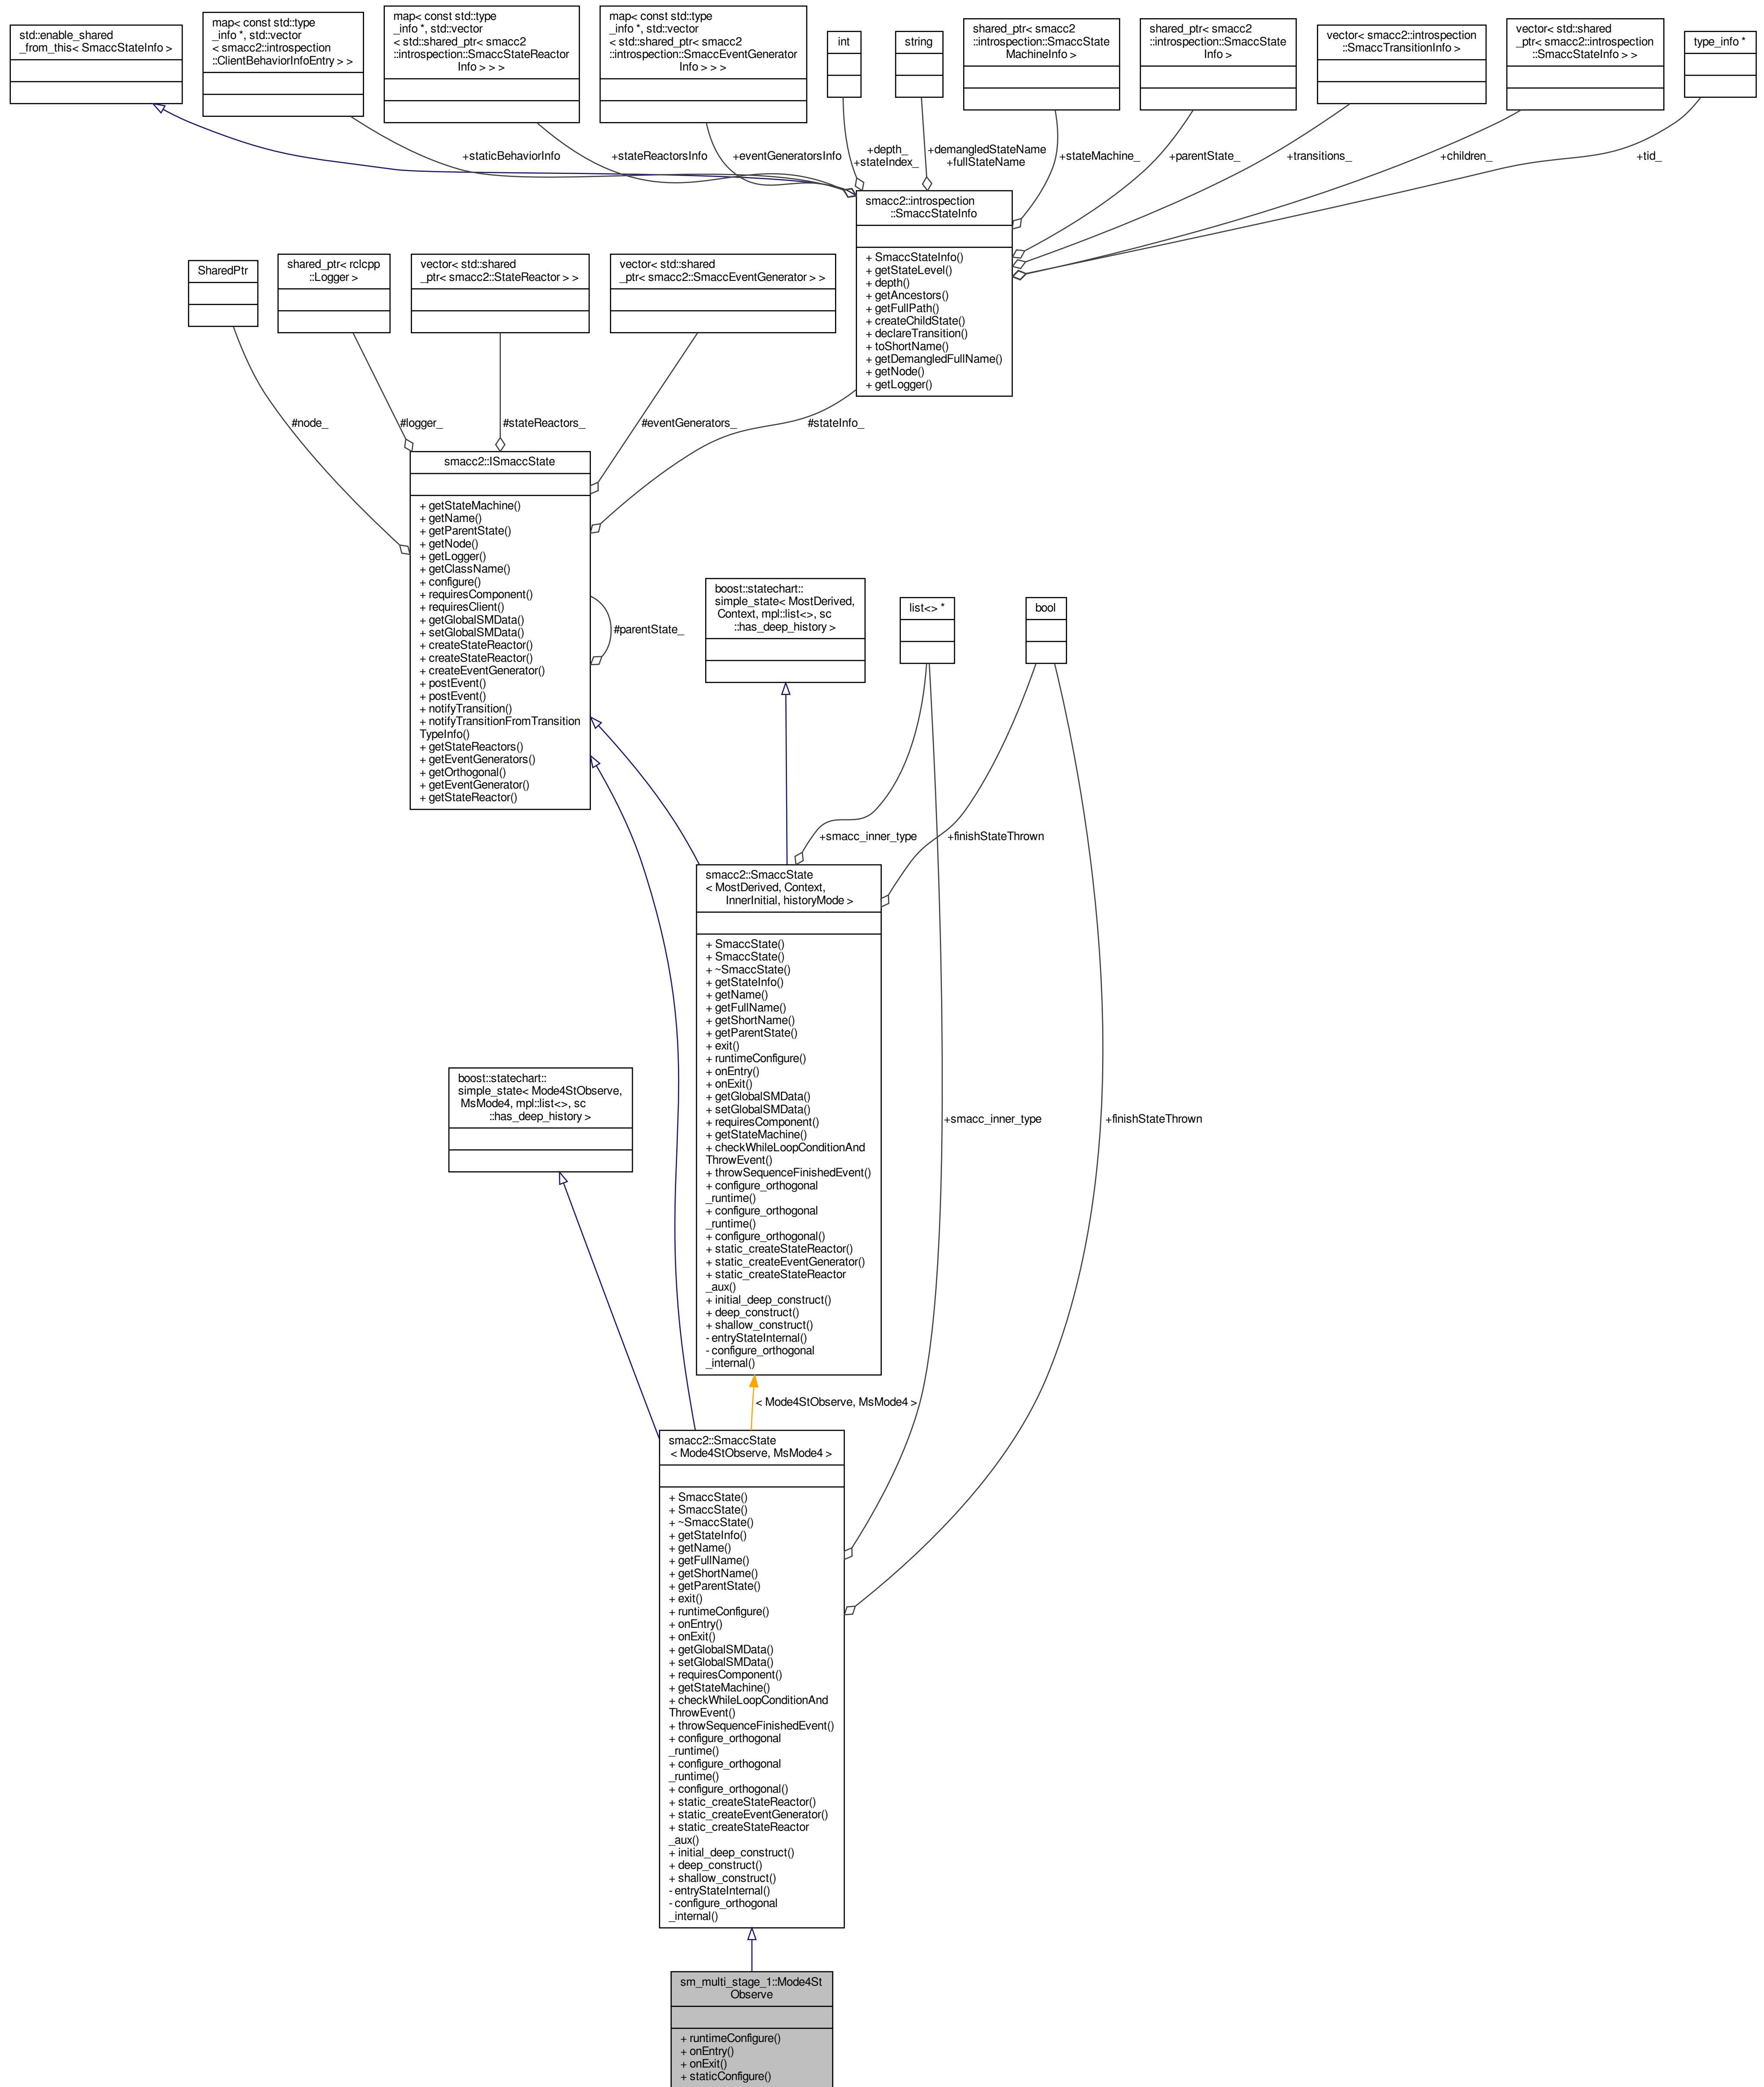 std::enable_shared
_from_this< SmaccStateInfo >
map< const std::type
_info *, std::vector
< smacc2::introspection
::ClientBehaviorInfoEntry > >
map< const std::type
_info *, std::vector
< std::shared_ptr< smacc2
::introspection::SmaccStateReactor
Info > > >
map< const std::type
_info *, std::vector
< std::shared_ptr< smacc2
::introspection::SmaccEventGenerator
Info > > >
int
string
shared_ptr< smacc2
::introspection::SmaccState
MachineInfo >
shared_ptr< smacc2
::introspection::SmaccState
Info >
vector< smacc2::introspection
::SmaccTransitionInfo >
vector< std::shared
_ptr< smacc2::introspection
::SmaccStateInfo > >
type_info *
+staticBehaviorInfo
+stateReactorsInfo
+eventGeneratorsInfo
+depth_
+stateIndex_
+demangledStateName
+fullStateName
+stateMachine_
+parentState_
+transitions_
+children_
+tid_
smacc2::introspection
::SmaccStateInfo
+ SmaccStateInfo()
+ getStateLevel()
+ depth()
+ getAncestors()
+ getFullPath()
+ createChildState()
+ declareTransition()
+ toShortName()
+ getDemangledFullName()
+ getNode()
+ getLogger()
SharedPtr
shared_ptr< rclcpp
::Logger >
vector< std::shared
_ptr< smacc2::StateReactor > >
vector< std::shared
_ptr< smacc2::SmaccEventGenerator > >
#node_
#logger_
#stateReactors_
#eventGenerators_
#stateInfo_
smacc2::ISmaccState
+ getStateMachine()
+ getName()
+ getParentState()
+ getNode()
+ getLogger()
+ getClassName()
+ configure()
+ requiresComponent()
+ requiresClient()
+ getGlobalSMData()
+ setGlobalSMData()
+ createStateReactor()
+ createStateReactor()
+ createEventGenerator()
+ postEvent()
+ postEvent()
+ notifyTransition()
+ notifyTransitionFromTransition
TypeInfo()
+ getStateReactors()
+ getEventGenerators()
+ getOrthogonal()
+ getEventGenerator()
+ getStateReactor()
#parentState_
boost::statechart::
simple_state< MostDerived,
Context, mpl::list<>, sc
::has_deep_history >
list<> *
bool
+smacc_inner_type
+finishStateThrown
smacc2::SmaccState
< MostDerived, Context,
InnerInitial, historyMode >
+ SmaccState()
+ SmaccState()
+ ~SmaccState()
+ getStateInfo()
+ getName()
+ getFullName()
+ getShortName()
+ getParentState()
+ exit()
+ runtimeConfigure()
+ onEntry()
+ onExit()
+ getGlobalSMData()
+ setGlobalSMData()
+ requiresComponent()
+ getStateMachine()
+ checkWhileLoopConditionAnd
ThrowEvent()
+ throwSequenceFinishedEvent()
+ configure_orthogonal
_runtime()
+ configure_orthogonal
_runtime()
+ configure_orthogonal()
+ static_createStateReactor()
+ static_createEventGenerator()
+ static_createStateReactor
_aux()
+ initial_deep_construct()
+ deep_construct()
+ shallow_construct()
- entryStateInternal()
- configure_orthogonal
_internal()
boost::statechart::
simple_state< Mode4StObserve,
MsMode4, mpl::list<>, sc
::has_deep_history >
+smacc_inner_type
+finishStateThrown
< Mode4StObserve, MsMode4 >
smacc2::SmaccState
< Mode4StObserve, MsMode4 >
+ SmaccState()
+ SmaccState()
+ ~SmaccState()
+ getStateInfo()
+ getName()
+ getFullName()
+ getShortName()
+ getParentState()
+ exit()
+ runtimeConfigure()
+ onEntry()
+ onExit()
+ getGlobalSMData()
+ setGlobalSMData()
+ requiresComponent()
+ getStateMachine()
+ checkWhileLoopConditionAnd
ThrowEvent()
+ throwSequenceFinishedEvent()
+ configure_orthogonal
_runtime()
+ configure_orthogonal
_runtime()
+ configure_orthogonal()
+ static_createStateReactor()
+ static_createEventGenerator()
+ static_createStateReactor
_aux()
+ initial_deep_construct()
+ deep_construct()
+ shallow_construct()
- entryStateInternal()
- configure_orthogonal
_internal()
sm_multi_stage_1::Mode4St
Observe
+ runtimeConfigure()
+ onEntry()
+ onExit()
+ staticConfigure()